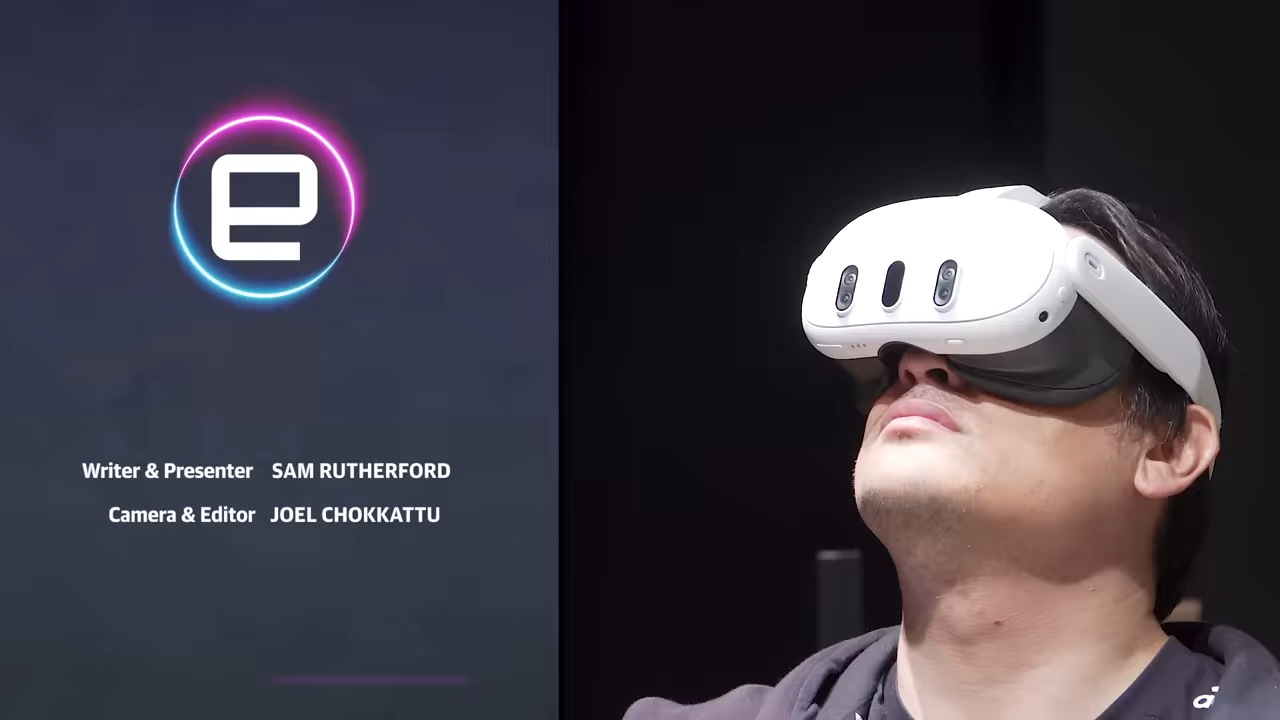 e
Writer & Presenter SAM RUTHERFORD
Camera & Editor JOEL CHOKKATTU